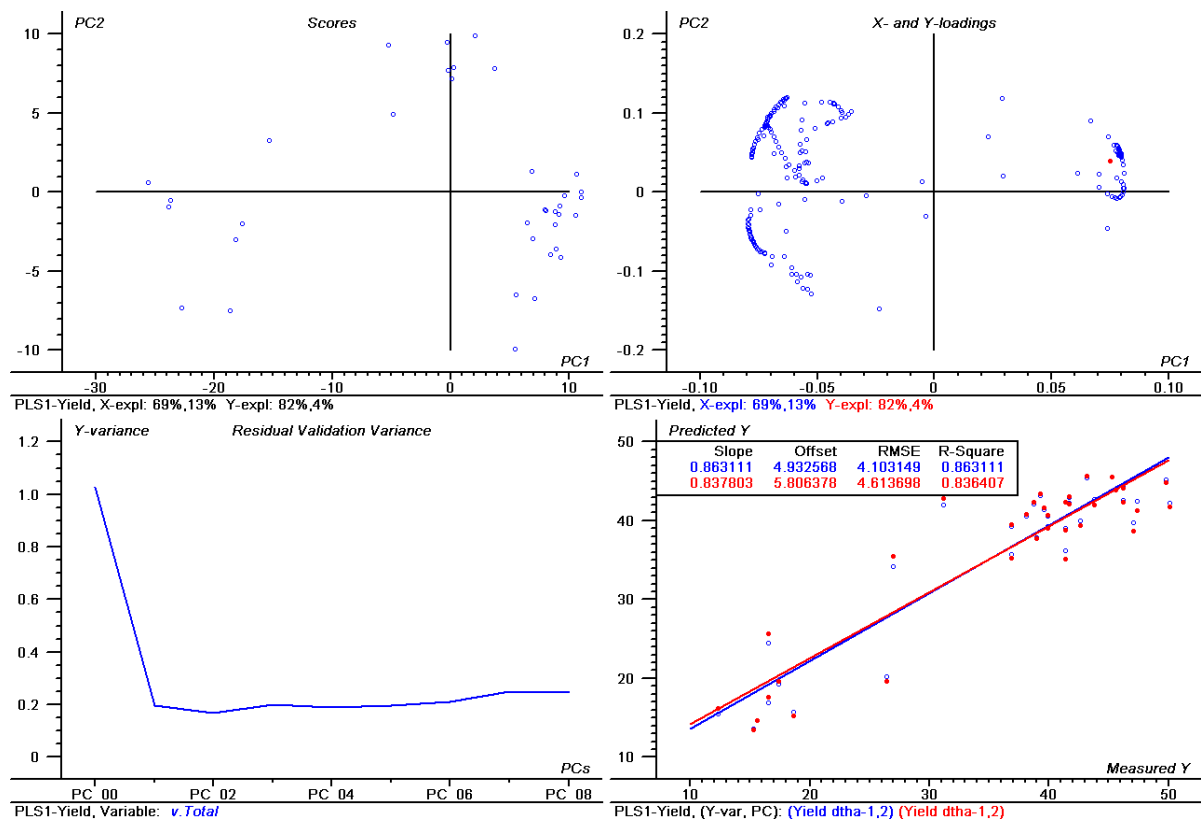 PC2 Scores
10
5
0
-5
-10
PC1
-30 -20 -10 0 10
PLS1-Yield, X-expl: 69%,13% Y-expl: 82%,4%
PC2 X- and Y-loadings
0.2
0.1
0
-0.1
-0.2
PC1
-0.10 -0.05 0 0.05 0.10
PLS1-Yield, X-expl: 69%,13% Y-expl: 82%,4%
Y-variance Residual Validation Variance
1.2
1.0
0.8
0.6
0.4
0.2
0
PCs
PC_00 PC_02 PC_04 PC_06 PC_08
PLS1-Yield, Variable: v.Total
Predicted Y
50
Slope Offset RMSE R-Square
0.863111 4.932568 4.103149 0.863111
0.837803 5.806378 4.613698 0.836407
40
30
20
10
Measured Y
10 20 30 40 50
PLS1-Yield, (Y-var, PC): (Yield dtha-1,2) (Yield dtha-1,2)